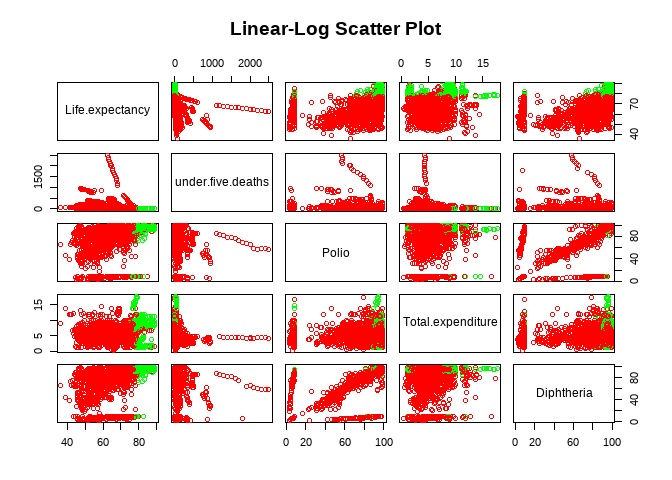 Linear-Log Scatter Plot
0 1000 2000 0 5 10 15
Life.expectancy
40 70
0 1500
under.five.deaths
Polio
0 40 80
0 5 15
Total.expenditure
Diphtheria
0 40 80
40 60 80 0 60 100 0 20 60 100